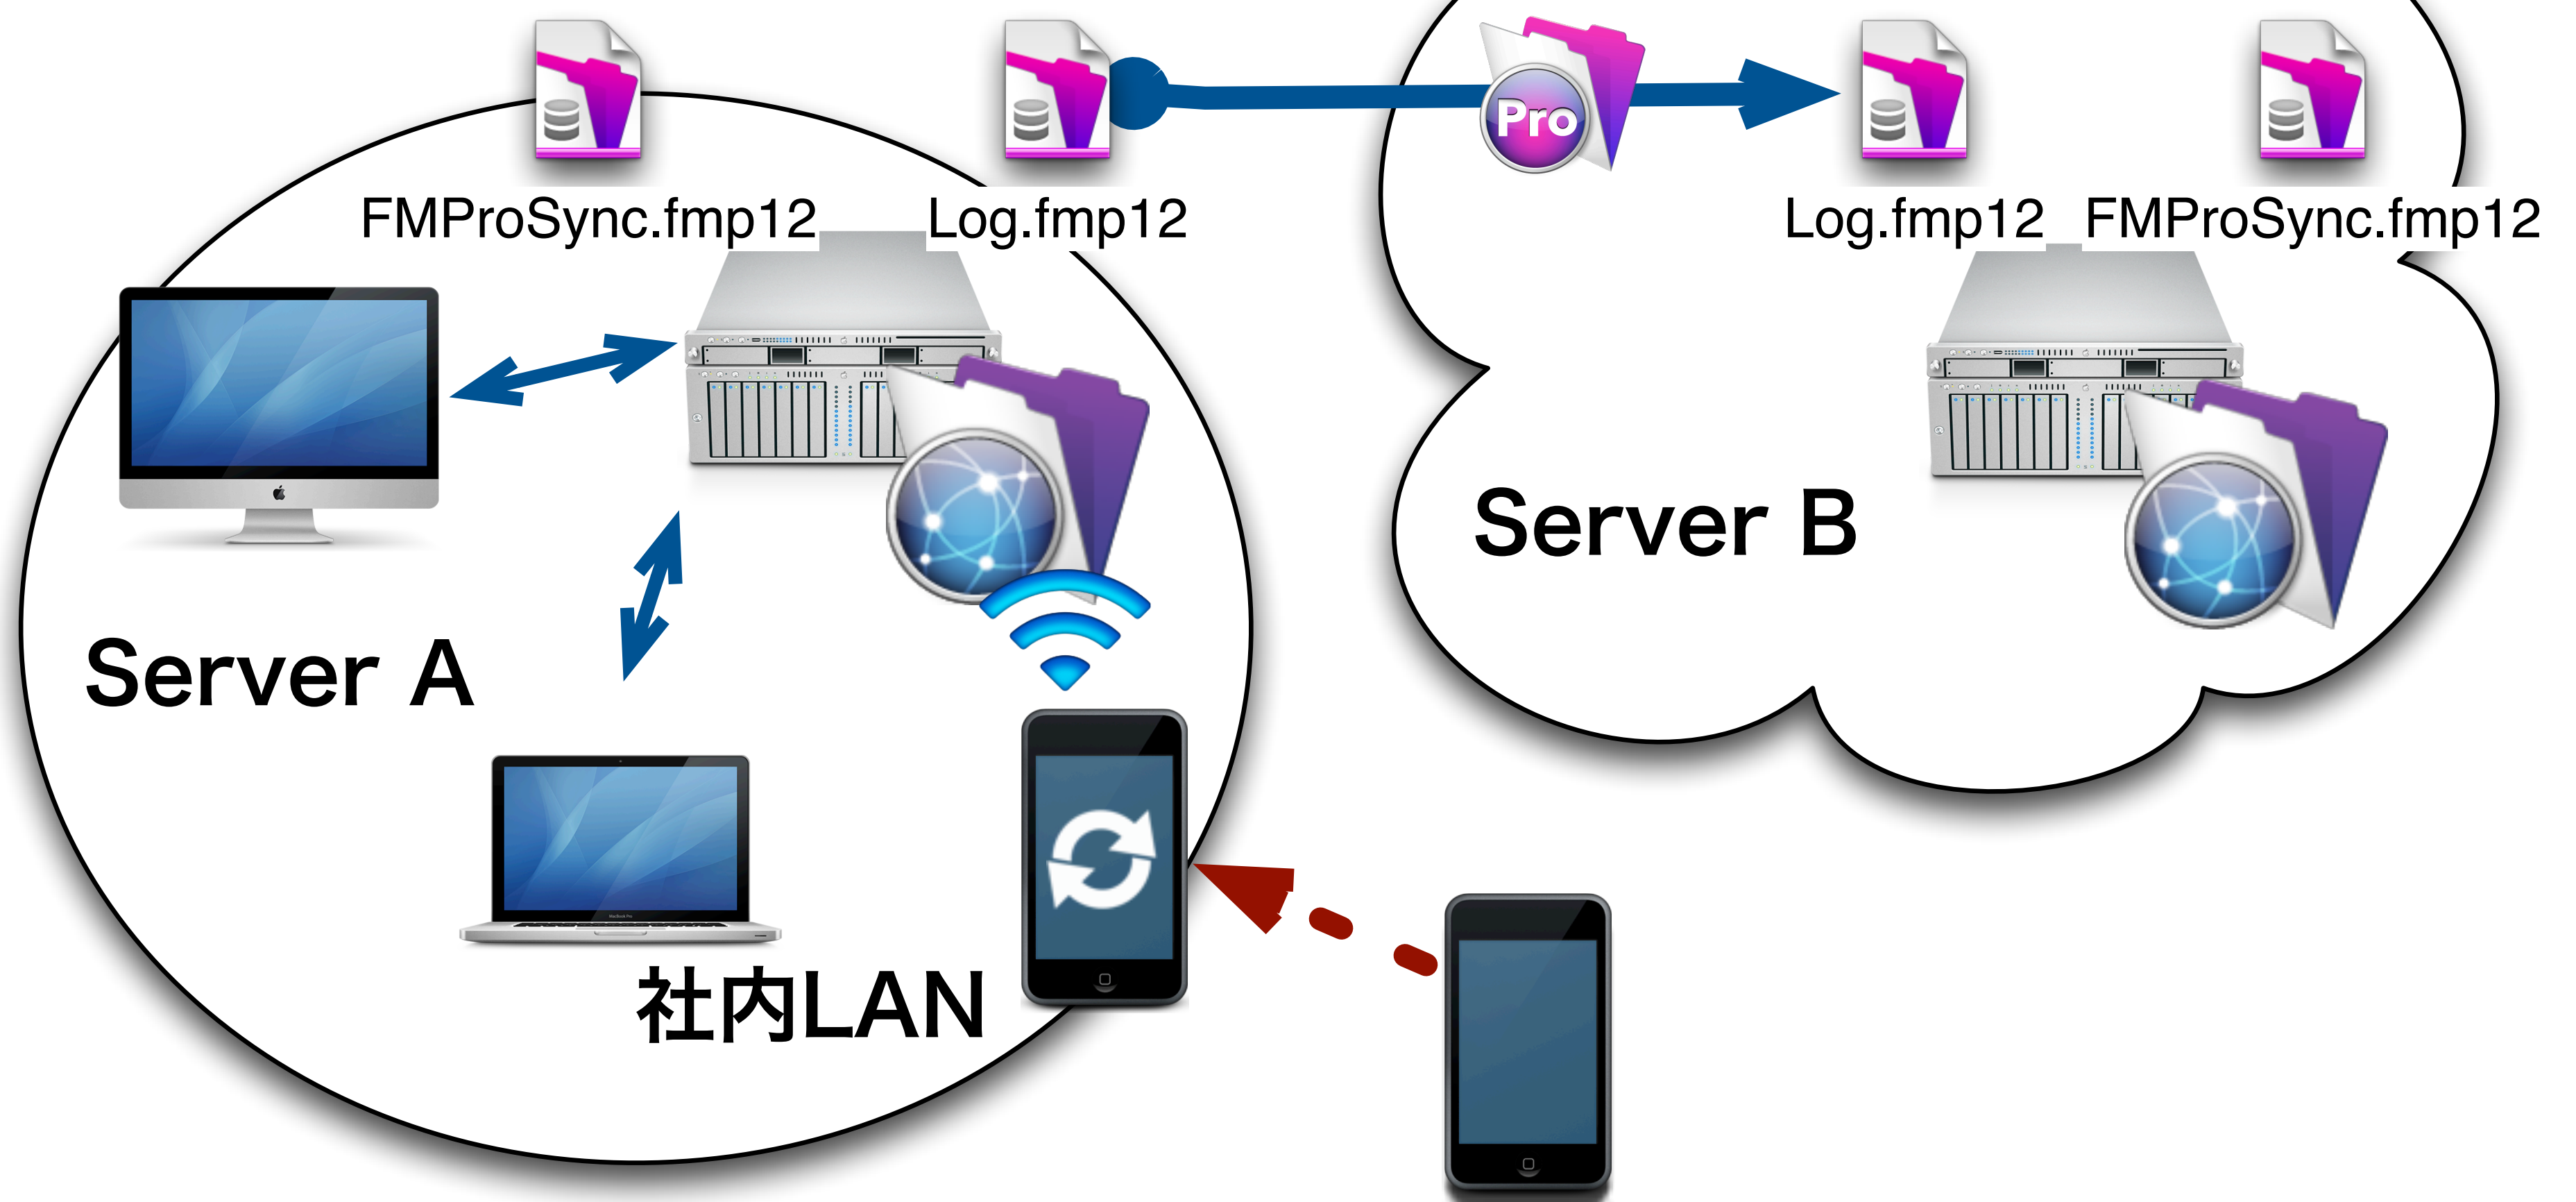 Pro
FMProSync.fmp12 Log.fmp12
Log.fmp12 FMProSync.fmp12
Server B
Server A
社内LAN